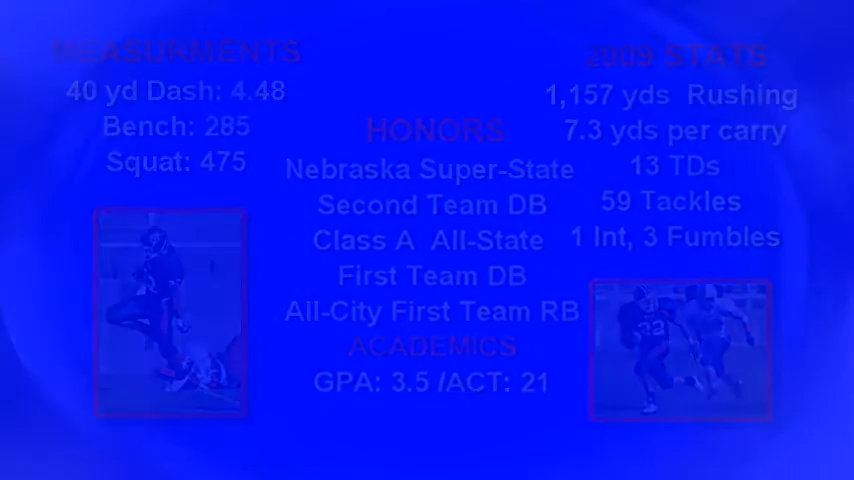 MEASURMENTS
40 yd Dash: 4.48
Bench: 285
Squat: 475
HONORS
Nebraska Super-State
Second Team DB
Class A All-State
First Team DB
All-City First Team RB
ACADEMICS
GPA: 3.5 /ACT: 21
2009 STATS
1,157 yds Rushing
7.3 yds per carry
13 TDs
59 Tackles
1 Int, 3 Fumbles
22